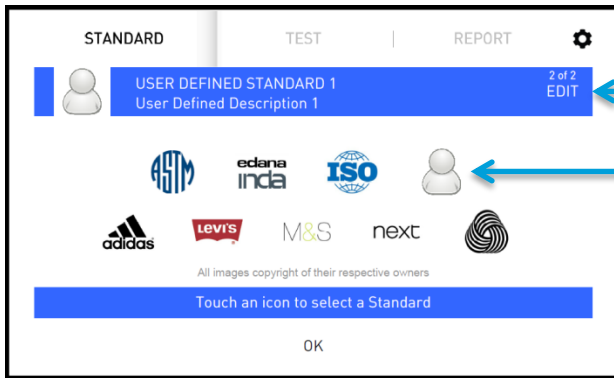 STANDARD TEST | REPORT
2 of 2
USER DEFINED STANDARD 1 EDIT
User Defined Description 1
ASTM edana inda ISO
adidas LEVI'S M&S next
All images copyright of their respective owners
Touch an icon to select a Standard
OK